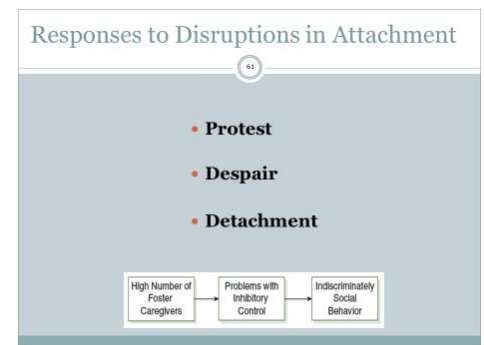 Responses to Disruptions in Attachment
61
Protest
Despair
Detachment
High Number of
Foster
Caregivers
Problems with
Inhibitory
Control
Indiscriminately
Social
Behavior